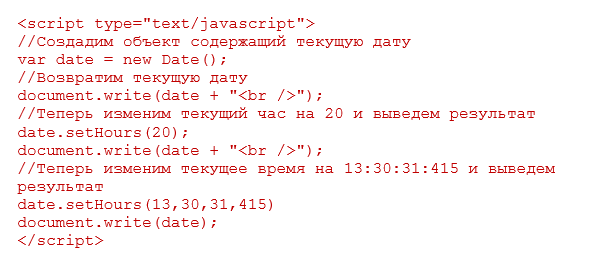 <script type="text/javascript">
//Создадим объект содержащий текущую дату
var date = new Date();
//Возвратим текущую дату
document.write(date + "<br />");
//Теперь изменим текущий час на 20 и выведем результат
date.setHours(20);
document.write(date + "<br />");
//Теперь изменим текущее время на 13:30:31:415 и выведем
результат
date.setHours(13,30,31,415)
document.write(date);
</script>